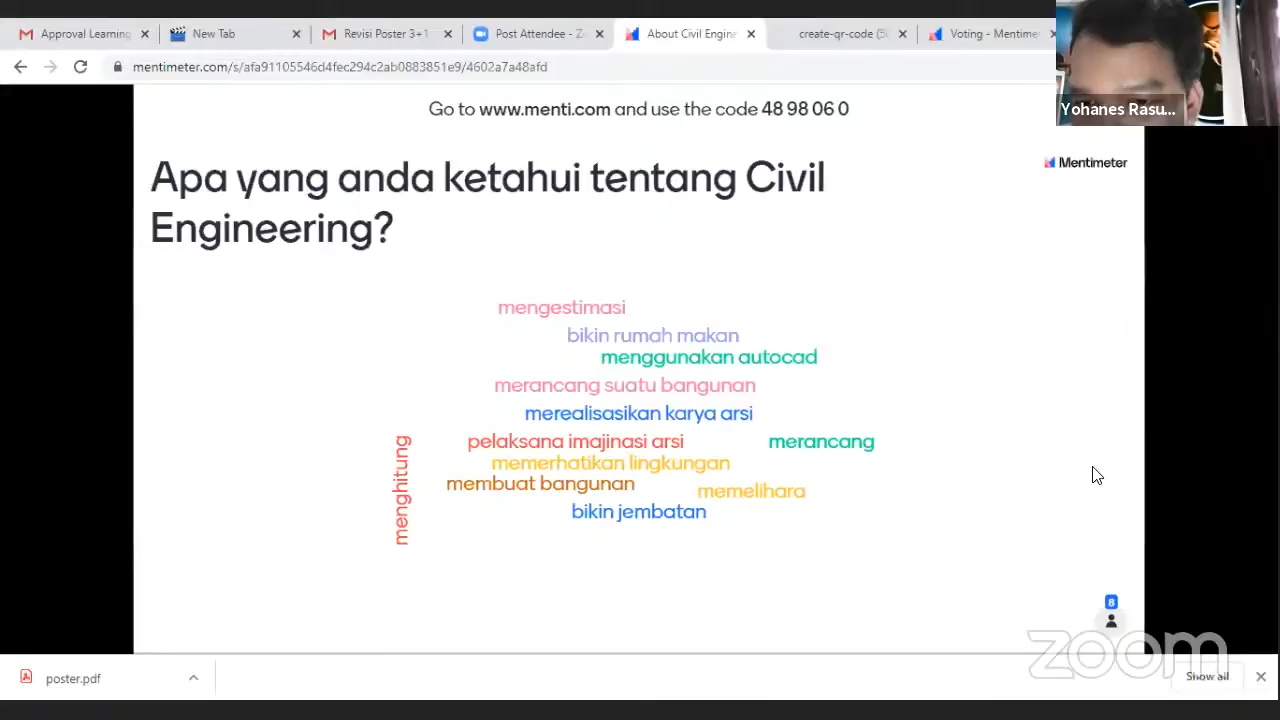 Approval Learning
New Tab
Revisi Poster 3+1
Post Attendee - Z
About Civil Engine
create-qr-code (5
Voting - Mentime
mentimeter.com/s/afa91105546d4fec294c2ab0883851e9/4602a7a48afd
Yohanes Rasu...
Go to www.menti.com and use the code 48 98 06 0
Mentimeter
Apa yang anda ketahui tentang Civil
Engineering?
mengestimasi
bikin rumah makan
menggunakan autocad
merancang suatu bangunan
merealisasikan karya arsi
pelaksana imajinasi arsi
merancang
memerhatikan lingkungan
menghitung
membuat bangunan
memelihara
bikin jembatan
8
zoom
poster.pdf
Show all